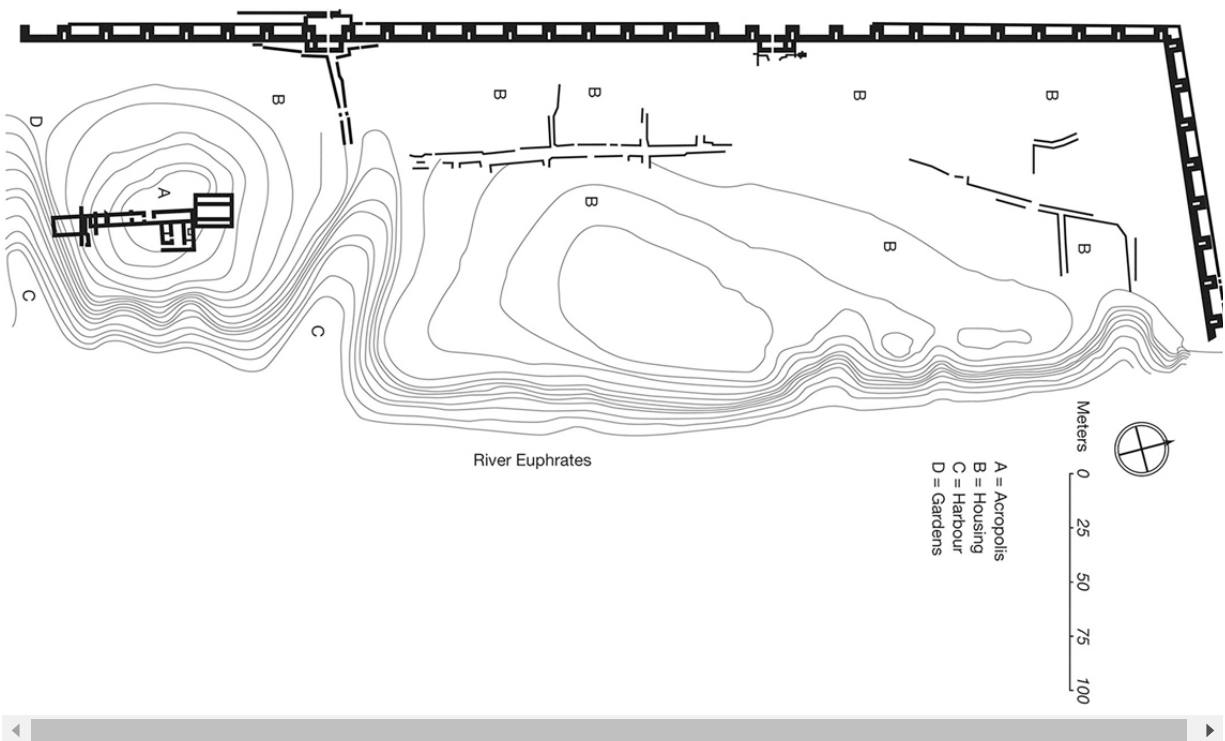 B
B
B
B
B
D
A
B
B
B
C
C
River Euphrates
Meters
0
25
50
75
100
A = Acropolis
B = Housing
C = Harbour
D = Gardens